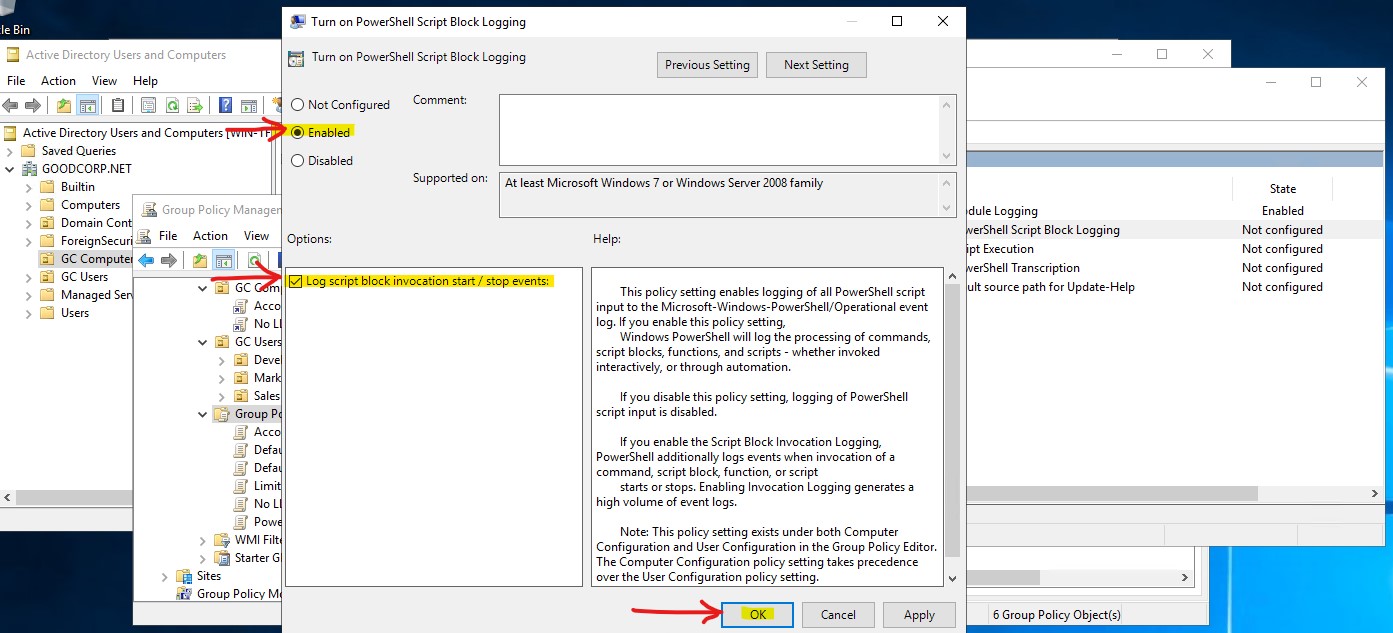 cle Bin
Active Directory Users and Computers
File Action View Help
Active Directory Users and Computers [WIN-1F
Saved Queries
GOODCORP.NET
Builtin
Computers
Domain Cont
ForeignSecuri
GC Computer
GC Users
Managed Serv
Users
Group Policy Manager
File Action View
GC Com
Acco
No LI
GC Users
Devel
Mark
Sales
Group Po
Acco
Defau
Defau
Limit
No LI
Powe
WMI Filte
Starter GI
Sites
Group Policy Mo
Turn on PowerShell Script Block Logging
Turn on PowerShell Script Block Logging
Previous Setting
Next Setting
Not Configured
Enabled
Disabled
Comment:
Supported on:
At least Microsoft Windows 7 or Windows Server 2008 family
Options:
Help:
Log script block invocation start / stop events:
This policy setting enables logging of all PowerShell script
input to the Microsoft-Windows-PowerShell/Operational event
log. If you enable this policy setting,
Windows PowerShell will log the processing of commands,
script blocks, functions, and scripts - whether invoked
interactively, or through automation.
If you disable this policy setting, logging of PowerShell
script input is disabled.
If you enable the Script Block Invocation Logging,
PowerShell additionally logs events when invocation of a
command, script block, function, or script
starts or stops. Enabling Invocation Logging generates a
high volume of event logs.
Note: This policy setting exists under both Computer
Configuration and User Configuration in the Group Policy Editor.
The Computer Configuration policy setting takes precedence
over the User Configuration policy setting.
OK
Cancel
Apply
State
dule Logging Enabled
werShell Script Block Logging Not configured
ipt Execution Not configured
werShell Transcription Not configured
ult source path for Update-Help Not configured
6 Group Policy Object(s)